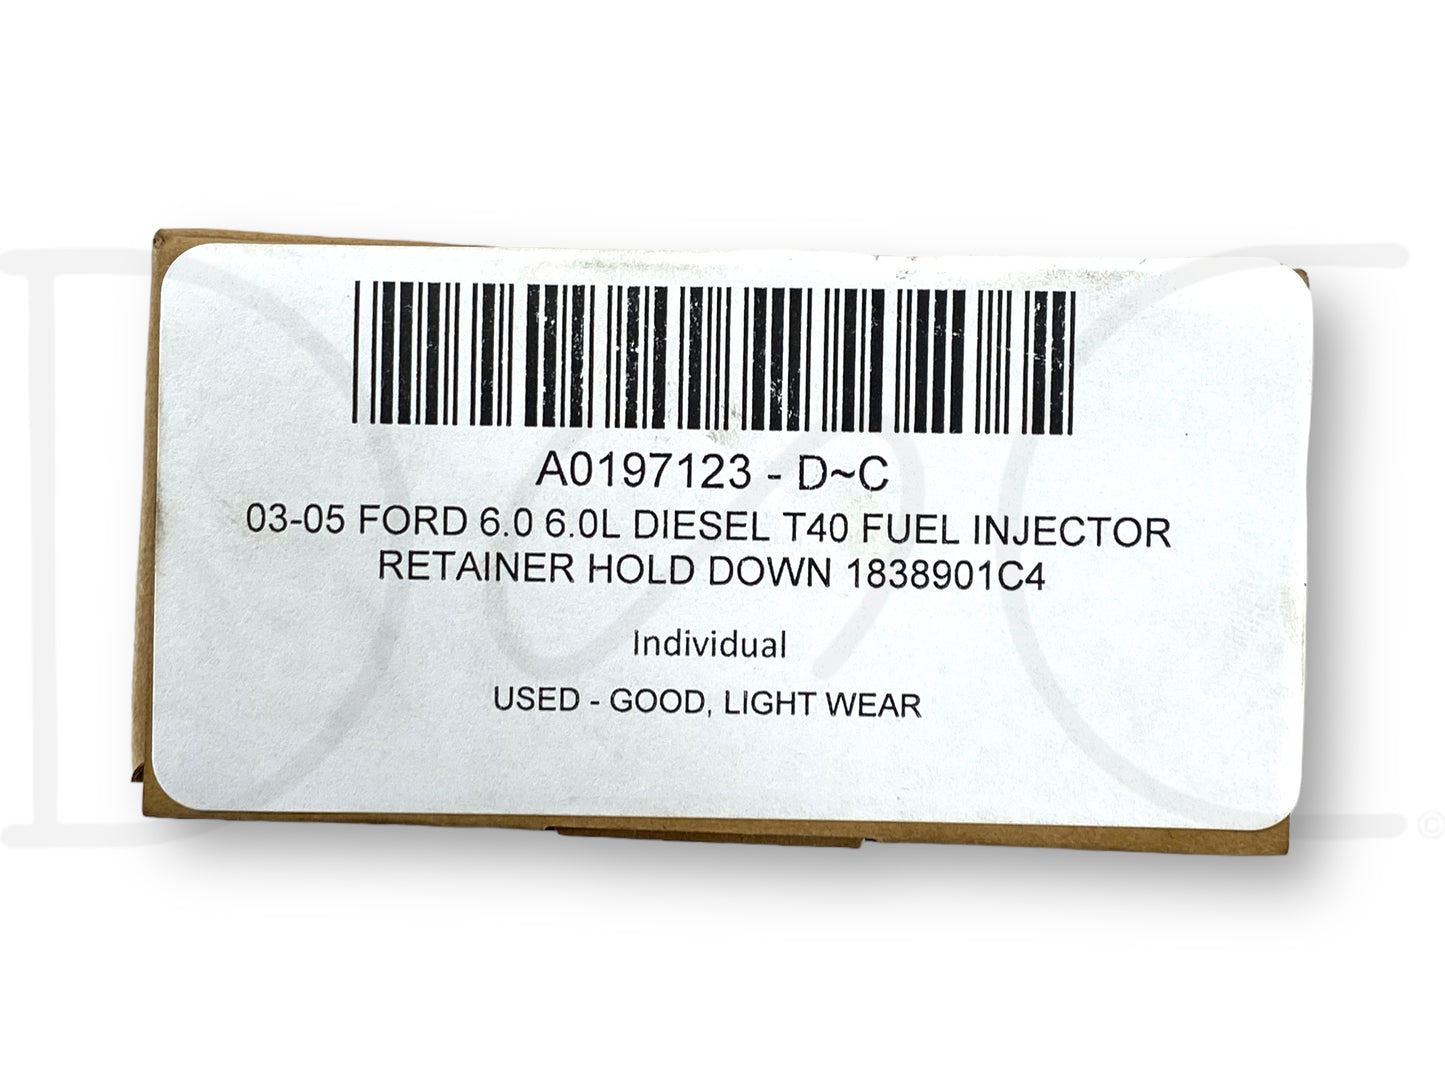 A0197123 - D~C
03-05 FORD 6.0 6.0L DIESEL T40 FUEL INJECTOR
RETAINER HOLD DOWN 1838901C4
Individual
USED - GOOD, LIGHT WEAR
D~C
©